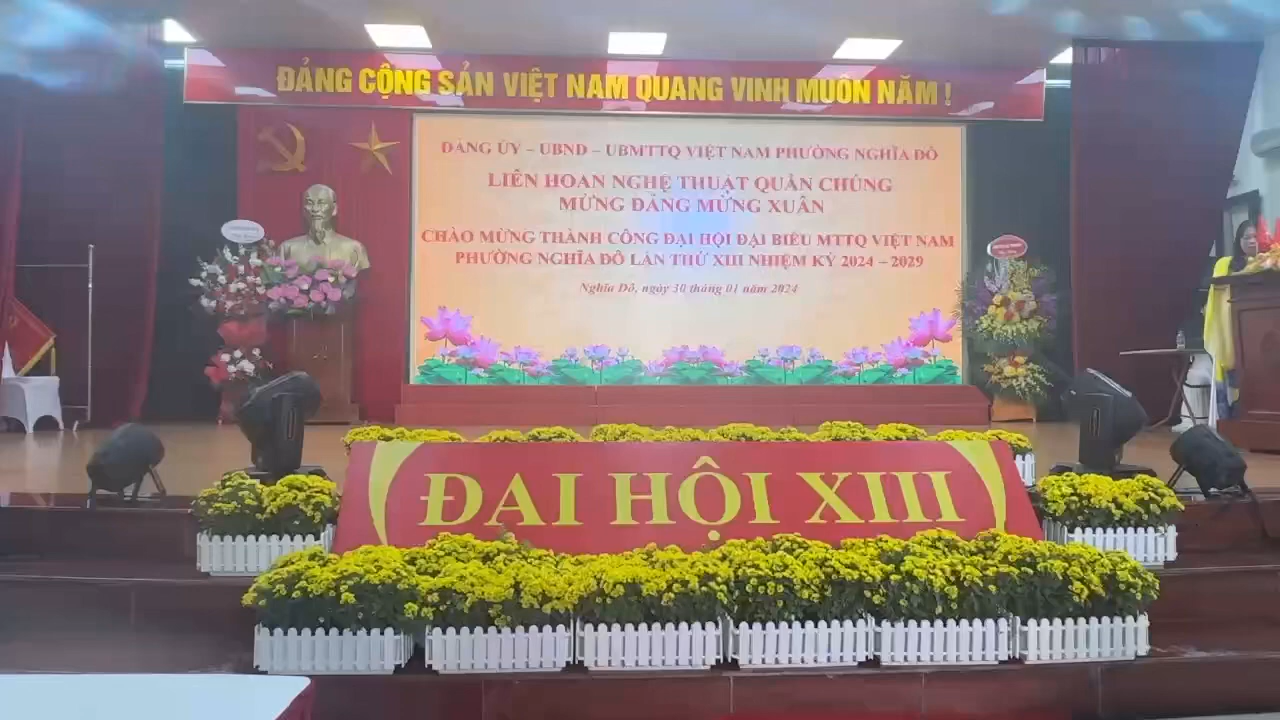 ĐẢNG CỘNG SẢN VIỆT NAM QUANG VINH MUÔN NĂM !
ĐẢNG ỦY – UBND – UBMTTQ VIỆT NAM PHƯỜNG NGHĨA ĐÔ
LIÊN HOAN NGHỆ THUẬT QUẦN CHÚNG
MỪNG ĐẢNG MỪNG XUÂN
CHÀO MỪNG THÀNH CÔNG ĐẠI HỘI ĐẠI BIỂU MTTQ VIỆT NAM
PHƯỜNG NGHĨA ĐÔ LẦN THỨ XIII NHIỆM KỲ 2024 – 2029
Nghĩa Đô, ngày 30 tháng 01 năm 2024
ĐẠI HỘI XIII